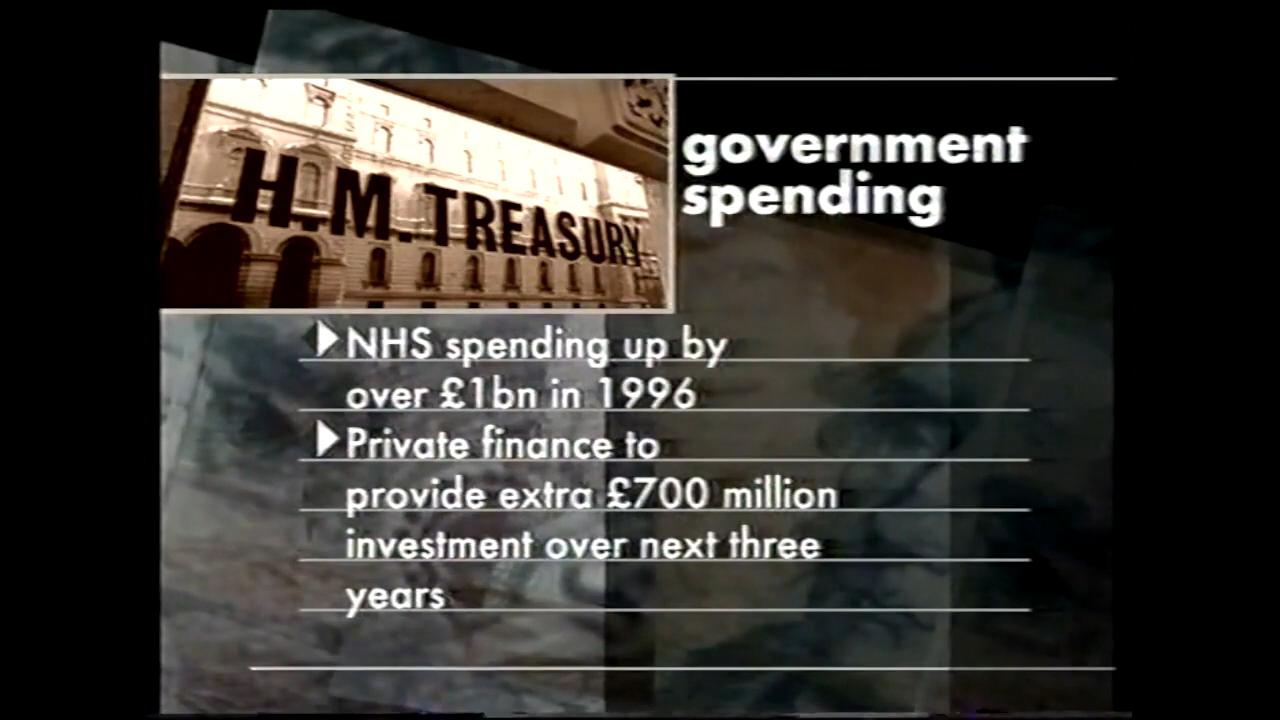 H.M. TREASURY
government
spending
NHS spending up by
over £1bn in 1996
Private finance to
provide extra £700 million
investment over next three
years